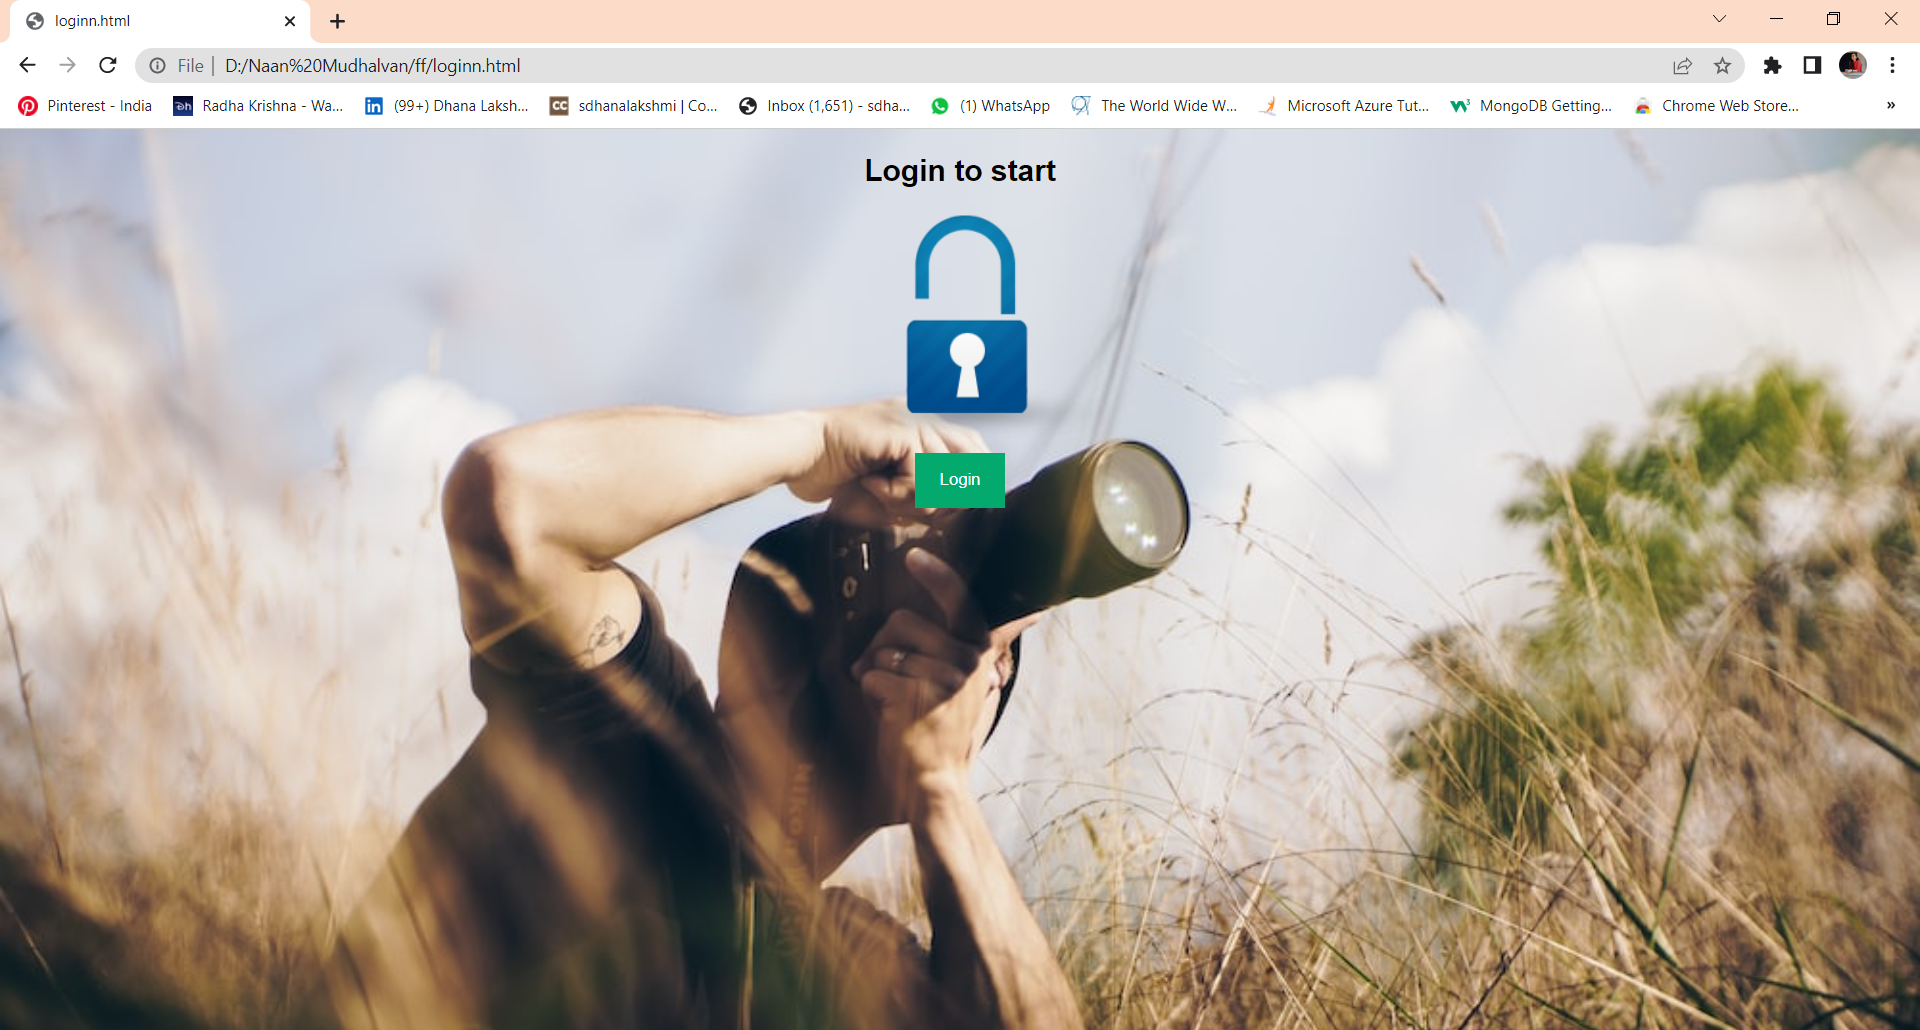 loginn.html
File | D:/Naan%20Mudhalvan/ff/loginn.html
Pinterest - India Radha Krishna - Wa... (99+) Dhana Laksh... sdhanalakshmi | Co... Inbox (1,651) - sdha... (1) WhatsApp The World Wide W... Microsoft Azure Tut... MongoDB Getting... Chrome Web Store... »
Login to start
Login